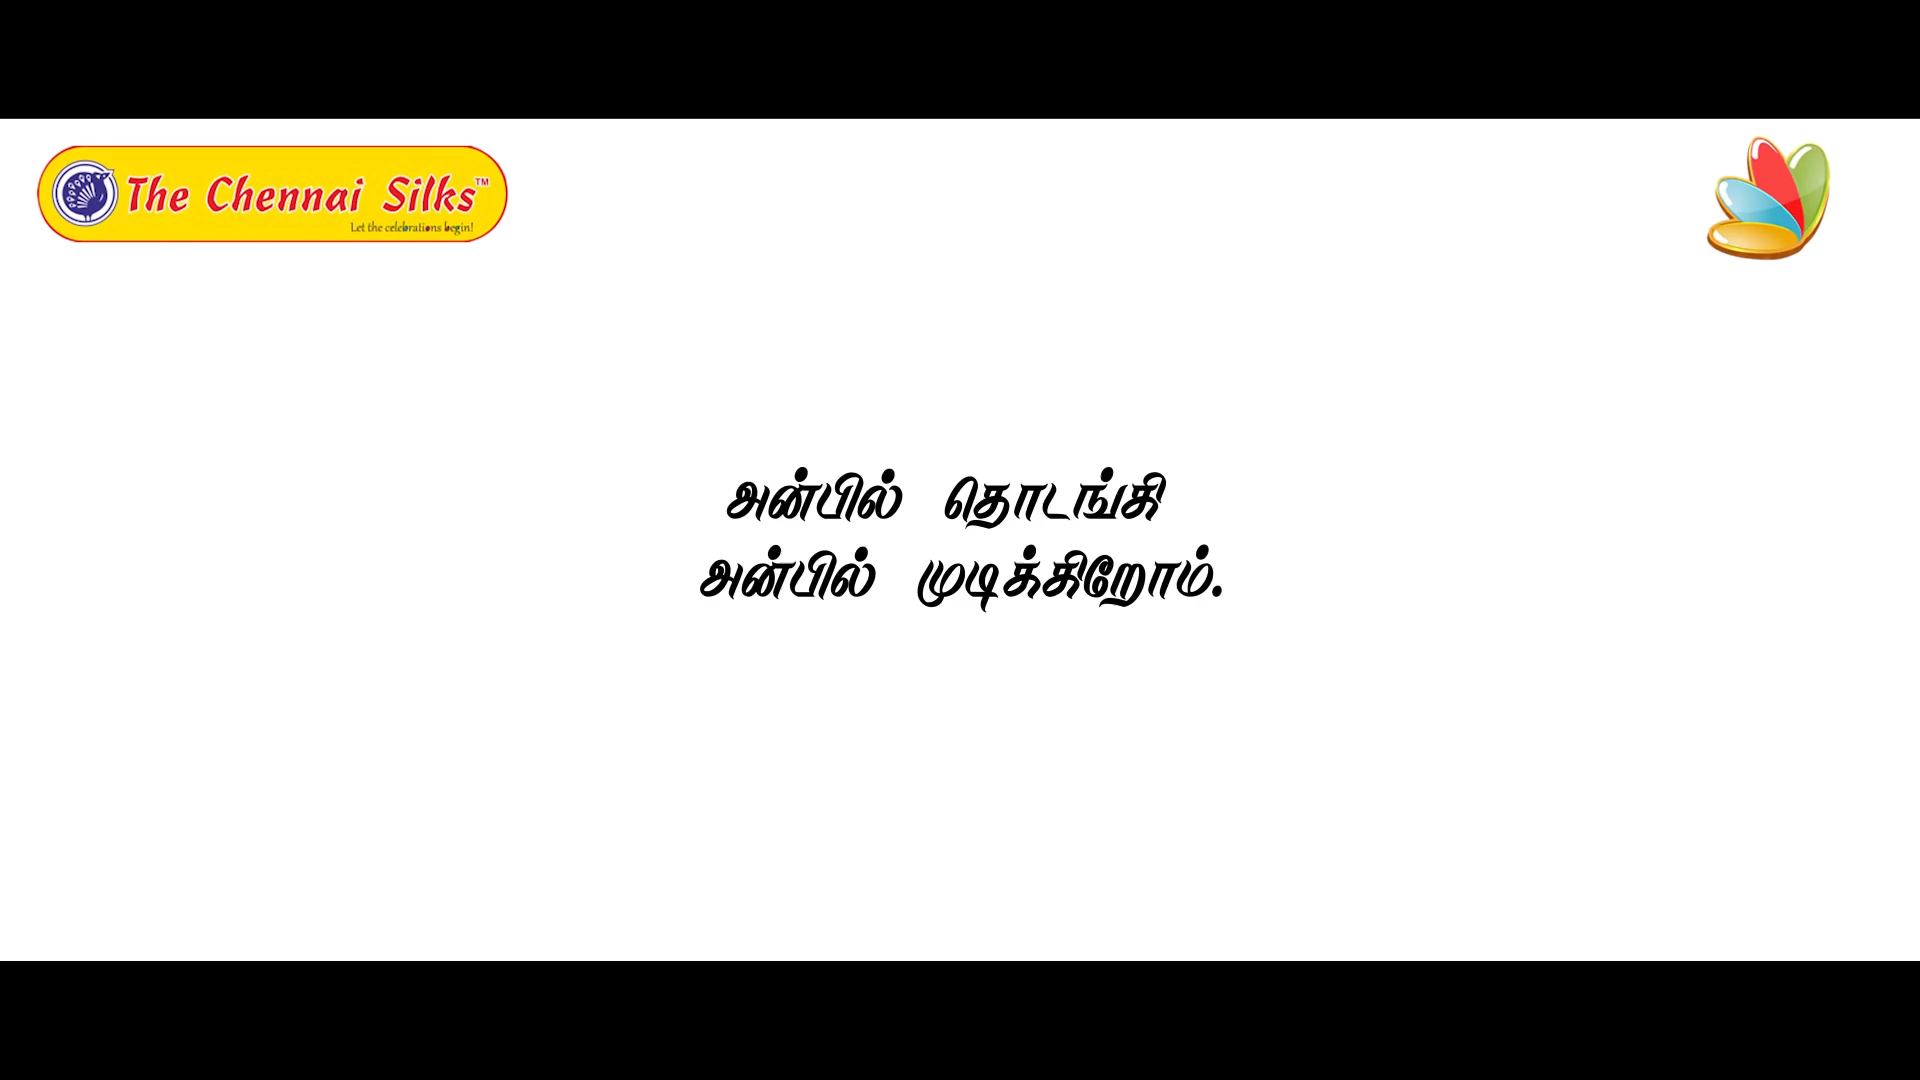 The Chennai Silks™
Let the celebrations begin!
அன்பில் தொடங்கி
அன்பில் முடிக்கிறோம்.